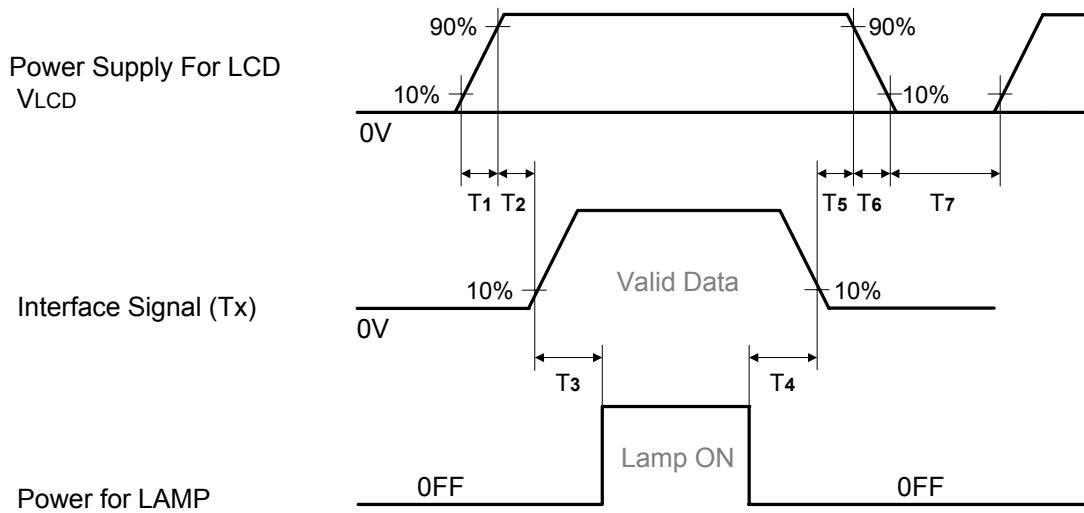 90%
90%
Power Supply For LCD
VLCD
10%
10%
0V
T1 T2
T5 T6 T7
Valid Data
Interface Signal (Tx)
10%
10%
0V
T3
T4
Lamp ON
0FF
0FF
Power for LAMP